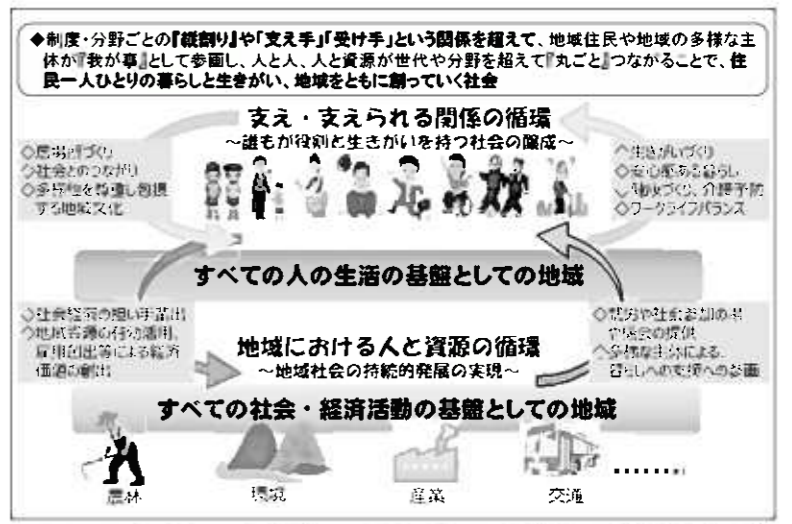 ◆制度・分野ごとの『縦割り』や「支え手」「受け手」という関係を超えて、地域住民や地域の多様な主
体が『我が事』として参画し、人と人、人と資源が世代や分野を超えて『丸ごと』つながることで、住
民一人ひとりの暮らしと生きがい、地域をともに創っていく社会
支え・支えられる関係の循環
～誰もが役割と生きがいを持つ社会の醸成～
◇居場所づくり
◇社会とのつながり
◇多様性を尊重し包摂
する地域文化
◇生きがいづくり
◇安心感ある暮らし
◇健康づくり、介護予防
◇ワークライフバランス
すべての人の生活の基盤としての地域
◇社会経済の担い手輩出
◇地域資源の有効活用、
雇用創出等による経済
価値の創出
地域における人と資源の循環
～地域社会の持続的発展の実現～
◇就労や社会参加の場
や機会の提供
◇多様な主体による、
暮らしへの支援への参画
すべての社会・経済活動の基盤としての地域
農林
環境
産業
交通